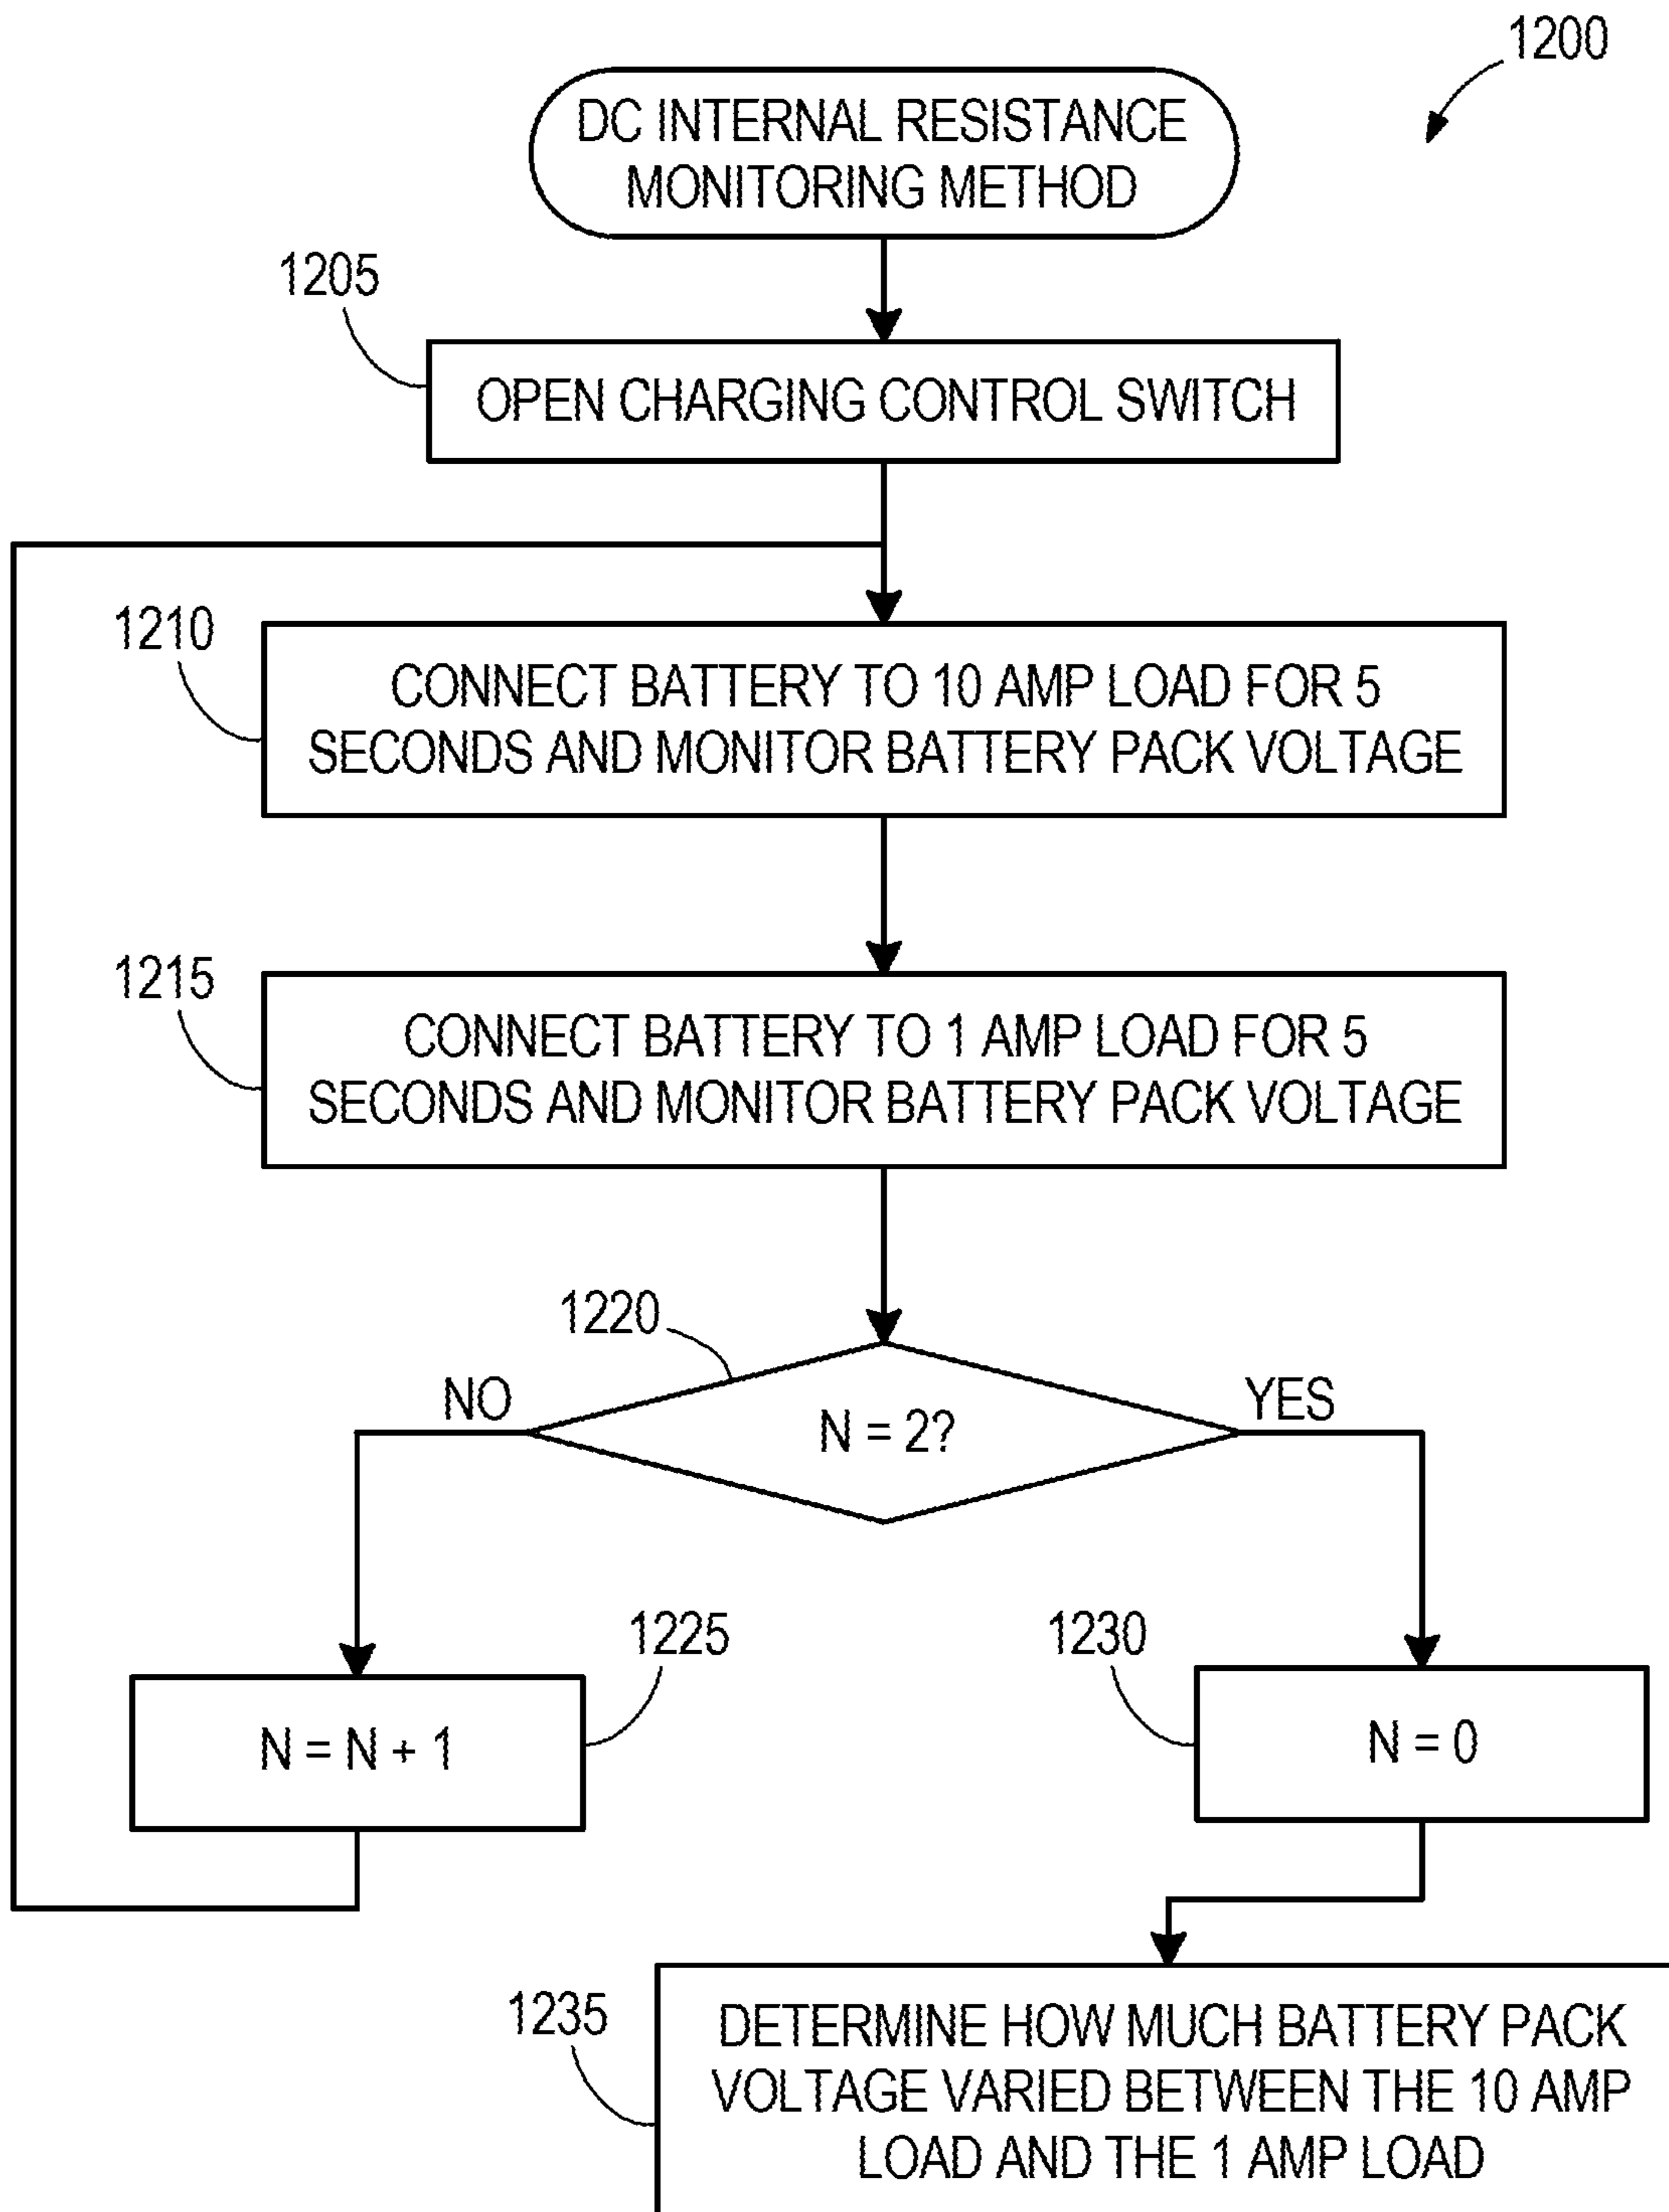 1200
DC INTERNAL RESISTANCE
MONITORING METHOD
1205
OPEN CHARGING CONTROL SWITCH
1210
CONNECT BATTERY TO 10 AMP LOAD FOR 5
SECONDS AND MONITOR BATTERY PACK VOLTAGE
1215
CONNECT BATTERY TO 1 AMP LOAD FOR 5
SECONDS AND MONITOR BATTERY PACK VOLTAGE
1220
NO
N = 2?
YES
1225
N = N + 1
1230
N = 0
1235
DETERMINE HOW MUCH BATTERY PACK
VOLTAGE VARIED BETWEEN THE 10 AMP
LOAD AND THE 1 AMP LOAD